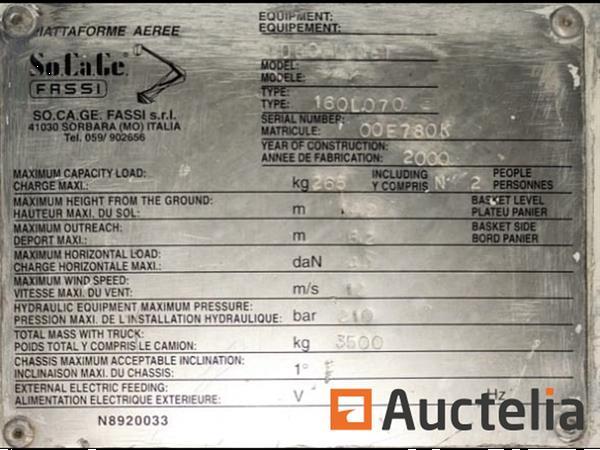 PIATTAFORME AEREE
So.Ca.Ge.
FASSI
SO.CA.GE. FASSI s.r.l.
41030 SORBARA (MO) ITALIA
Tel. 059/ 902656
EQUIPMENT:
EQUIPEMENT:
MODEL:
MODELE:
TYPE:
TYPE: 160L070
SERIAL NUMBER:
MATRICULE: 00E780K
YEAR OF CONSTRUCTION:
ANNEE DE FABRICATION: 2000
MAXIMUM CAPACITY LOAD:
CHARGE MAXI.: kg 265 INCLUDING Y COMPRIS N° 2 PEOPLE PERSONNES
MAXIMUM HEIGHT FROM THE GROUND:
HAUTEUR MAXI. DU SOL: m BASKET LEVEL PLATEU PANIER
MAXIMUM OUTREACH:
DEPORT MAXI.: m BASKET SIDE BORD PANIER
MAXIMUM HORIZONTAL LOAD:
CHARGE HORIZONTALE MAXI.: daN
MAXIMUM WIND SPEED:
VITESSE MAXI. DU VENT: m/s 12
HYDRAULIC EQUIPMENT MAXIMUM PRESSURE:
PRESSION MAXI. DE L'INSTALLATION HYDRAULIQUE: bar 210
TOTAL MASS WITH TRUCK:
POIDS TOTAL Y COMPRIS LE CAMION: kg 3500
CHASSIS MAXIMUM ACCEPTABLE INCLINATION:
INCLINAISON MAXI. DU CHASSIS: 1°
EXTERNAL ELECTRIC FEEDING:
ALIMENTATION ELECTRIQUE EXTERIEURE: V Hz
N8920033
Auctelia